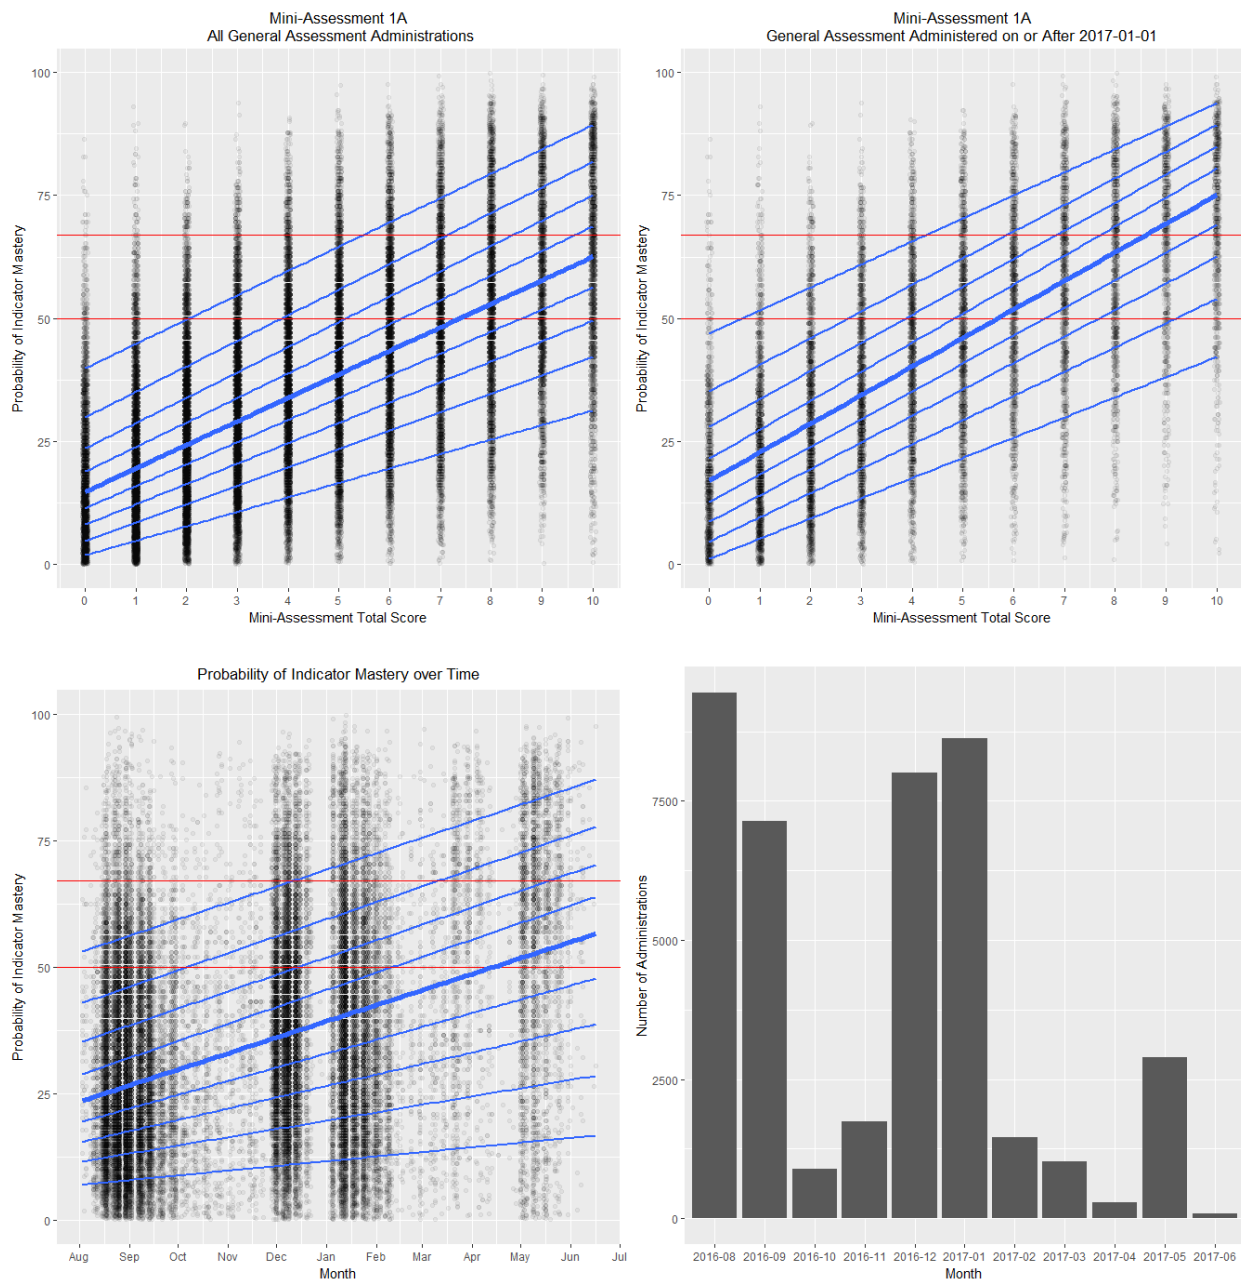 Mini-Assessment 1A
All General Assessment Administrations
Probability of Indicator Mastery
100
75
50
25
0
0 1 2 3 4 5 6 7 8 9 10
Mini-Assessment Total Score
Mini-Assessment 1A
General Assessment Administered on or After 2017-01-01
Probability of Indicator Mastery
100
75
50
25
0
0 1 2 3 4 5 6 7 8 9 10
Mini-Assessment Total Score
Probability of Indicator Mastery over Time
Probability of Indicator Mastery
100
75
50
25
0
Aug Sep Oct Nov Dec Jan Feb Mar Apr May Jun Jul
Month
Number of Administrations
7500
5000
2500
0
2016-08 2016-09 2016-10 2016-11 2016-12 2017-01 2017-02 2017-03 2017-04 2017-05 2017-06
Month